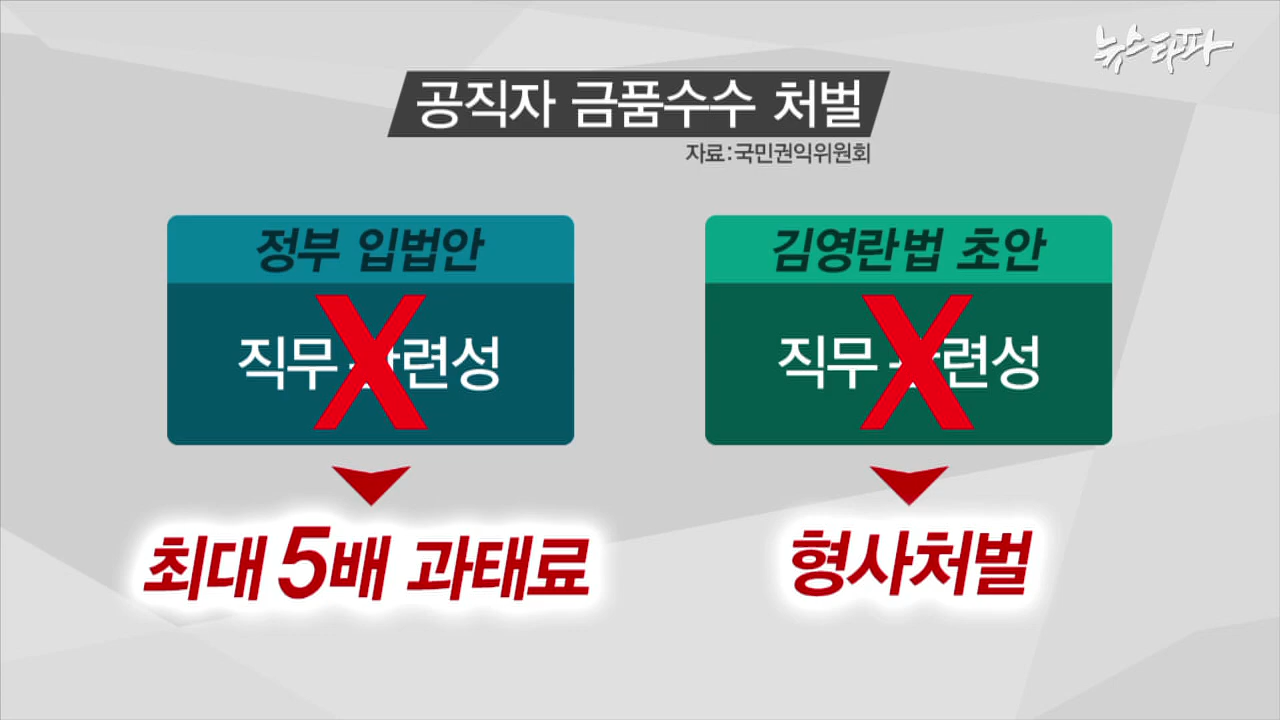 뉴스타파
공직자 금품수수 처벌
자료:국민권익위원회
정부 입법안
직무 관련성
최대 5배 과태료
김영란법 초안
직무 관련성
형사처벌